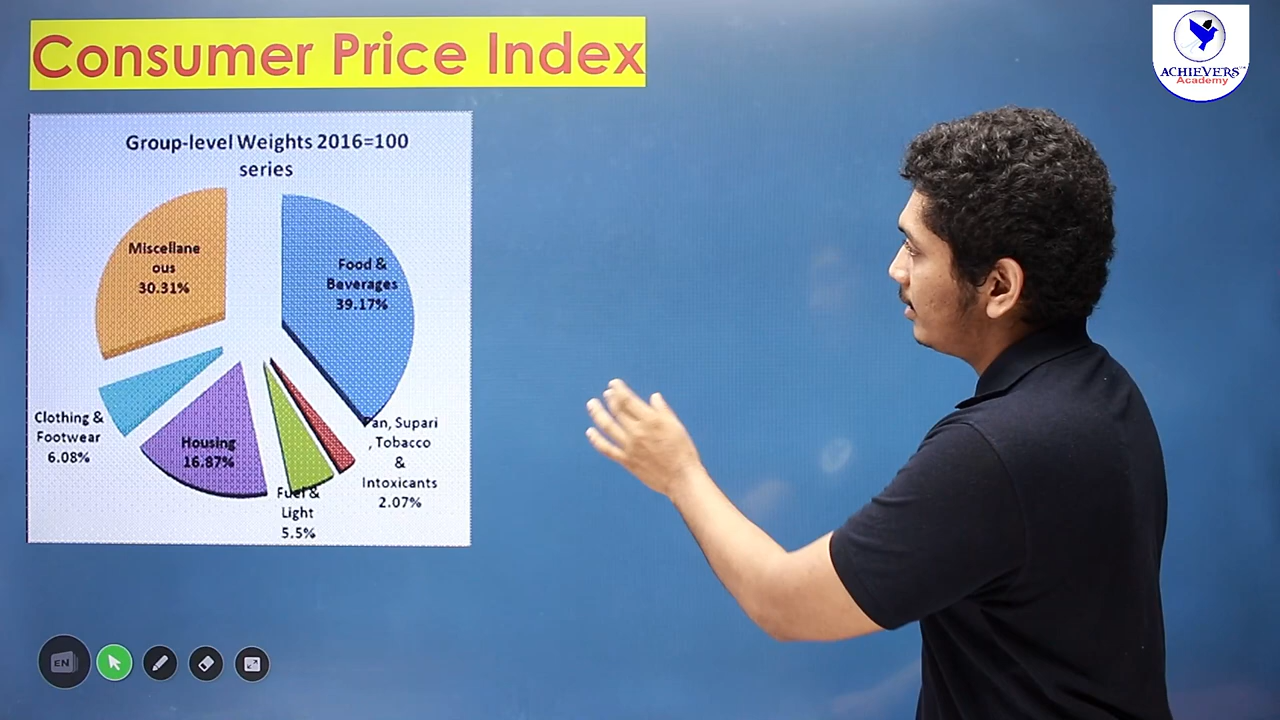 Consumer Price Index
ACHIEVERS
Academy
Group-level Weights 2016=100
series
Miscellane
ous
30.31%
Food &
Beverages
39.17%
Clothing &
Footwear
6.08%
Housing
16.87%
Fuel &
Light
5.5%
Pan, Supari
, Tobacco
&
Intoxicants
2.07%
EN